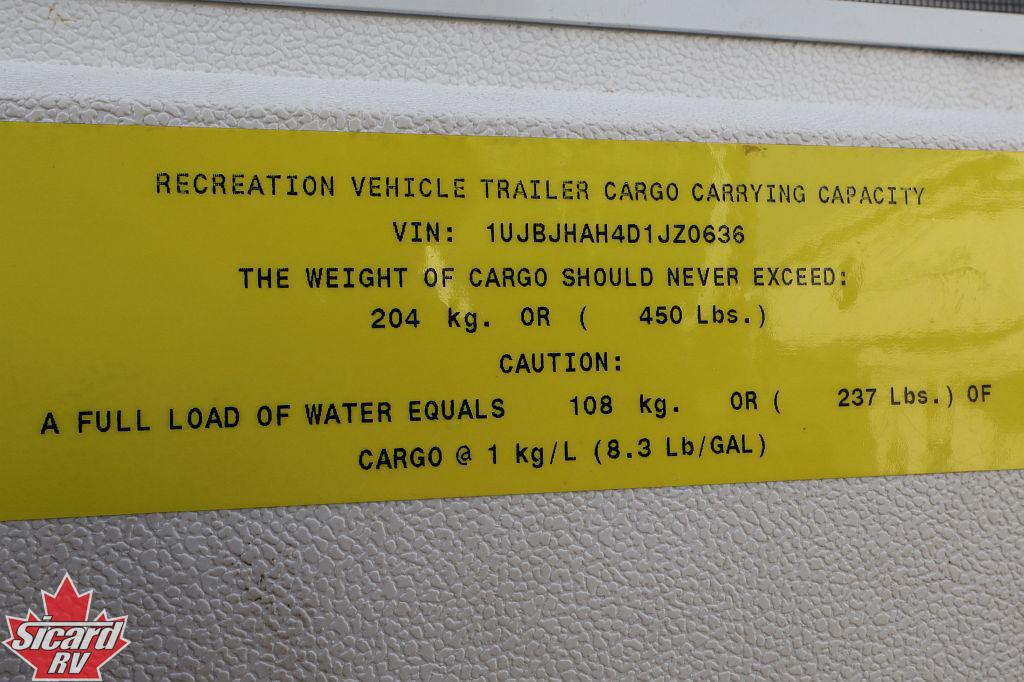 RECREATION VEHICLE TRAILER CARGO CARRYING CAPACITY
VIN: 1UJBJHAH4D1JZ0636
THE WEIGHT OF CARGO SHOULD NEVER EXCEED:
204 kg. OR ( 450 Lbs.)
CAUTION:
A FULL LOAD OF WATER EQUALS 108 kg. OR ( 237 Lbs.) OF
CARGO @ 1 kg/L (8.3 Lb/GAL)
Sicard
RV